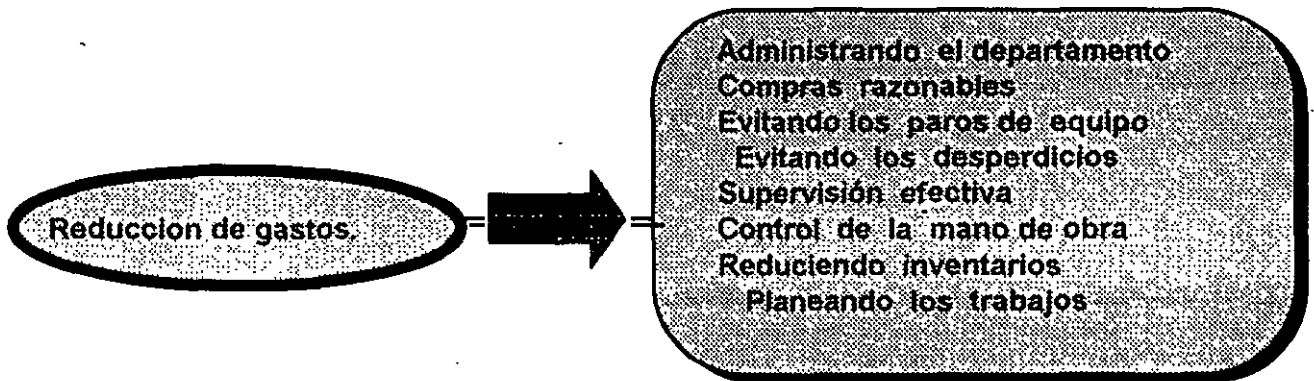 Reduccion de gastos.
Administrando el departamento
Compras razonables
Evitando los paros de equipo
Evitando los desperdicios
Supervisión efectiva
Control de la mano de obra
Reduciendo inventarios
Planeando los trabajos